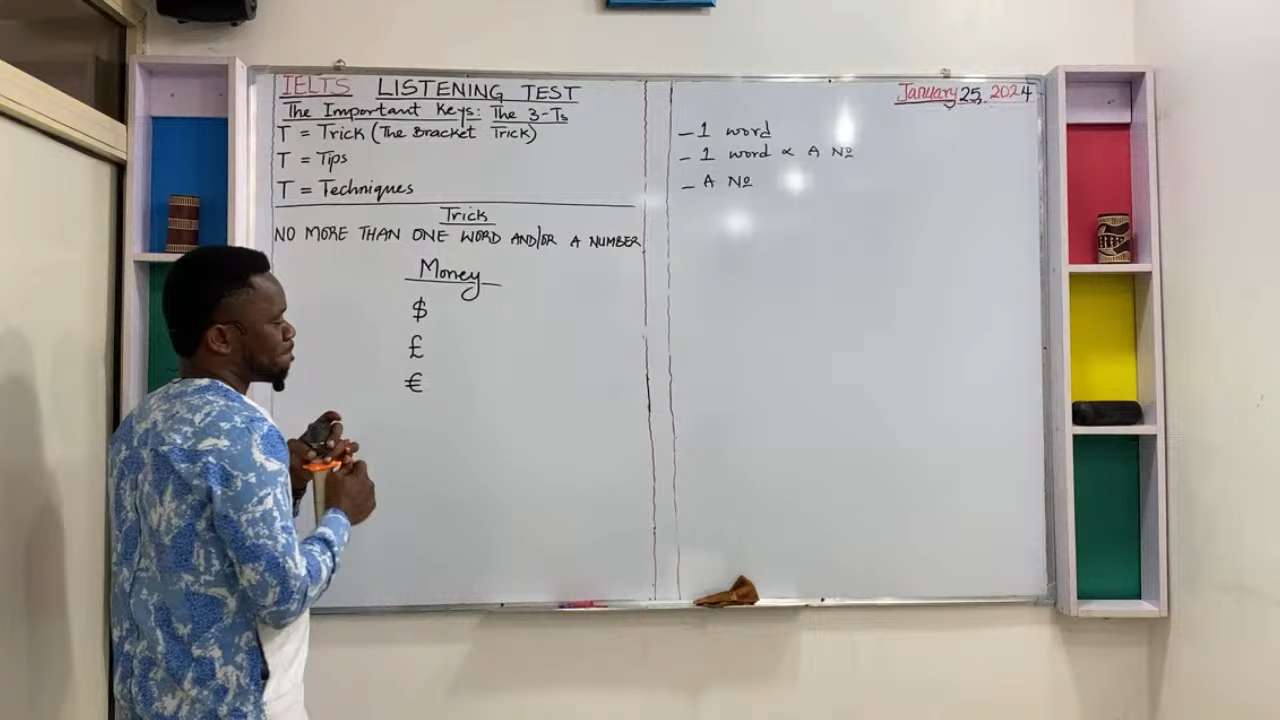 IELTS LISTENING TEST
The Important Keys: The 3-Ts
T = Trick (The Bracket Trick)
T = Tips
T = Techniques
Trick
NO MORE THAN ONE WORD AND/OR A NUMBER
Money
$
£
€
January 25, 2024
- 1 word
- 1 word & A No
- A No